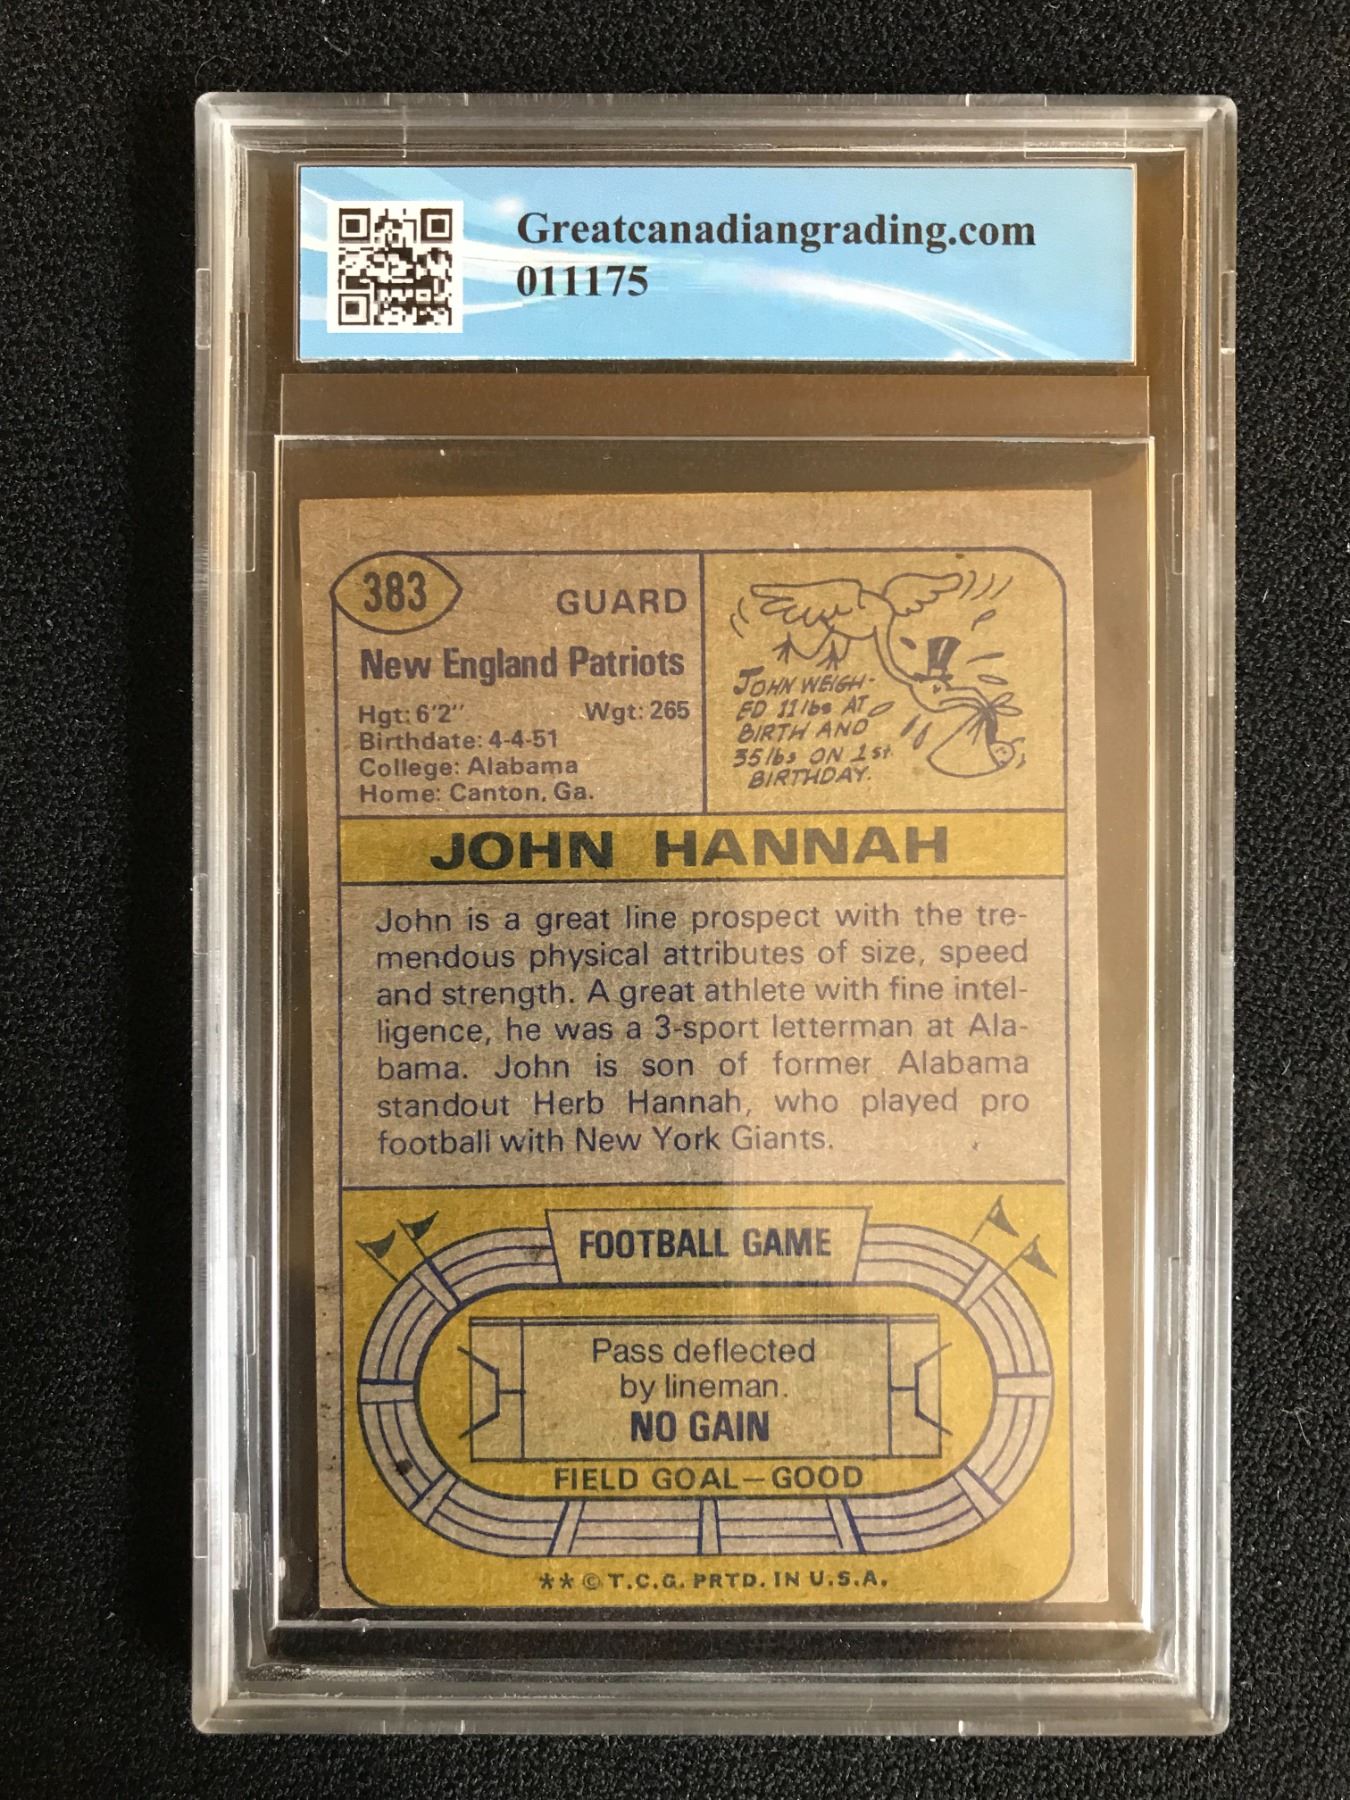 Greatcanadiangrading.com
011175
383
GUARD
New England Patriots
Hgt: 6'2" Wgt: 265
Birthdate: 4-4-51
College: Alabama
Home: Canton, Ga.
JOHN WEIGH-
ED 11 lbs AT
BIRTH AND
35 lbs ON 1st
BIRTHDAY.
JOHN HANNAH
John is a great line prospect with the tre-
mendous physical attributes of size, speed
and strength. A great athlete with fine intel-
ligence, he was a 3-sport letterman at Ala-
bama. John is son of former Alabama
standout Herb Hannah, who played pro
football with New York Giants.
FOOTBALL GAME
Pass deflected
by lineman.
NO GAIN
FIELD GOAL—GOOD
** © T.C.G. PRTD. IN U.S.A.